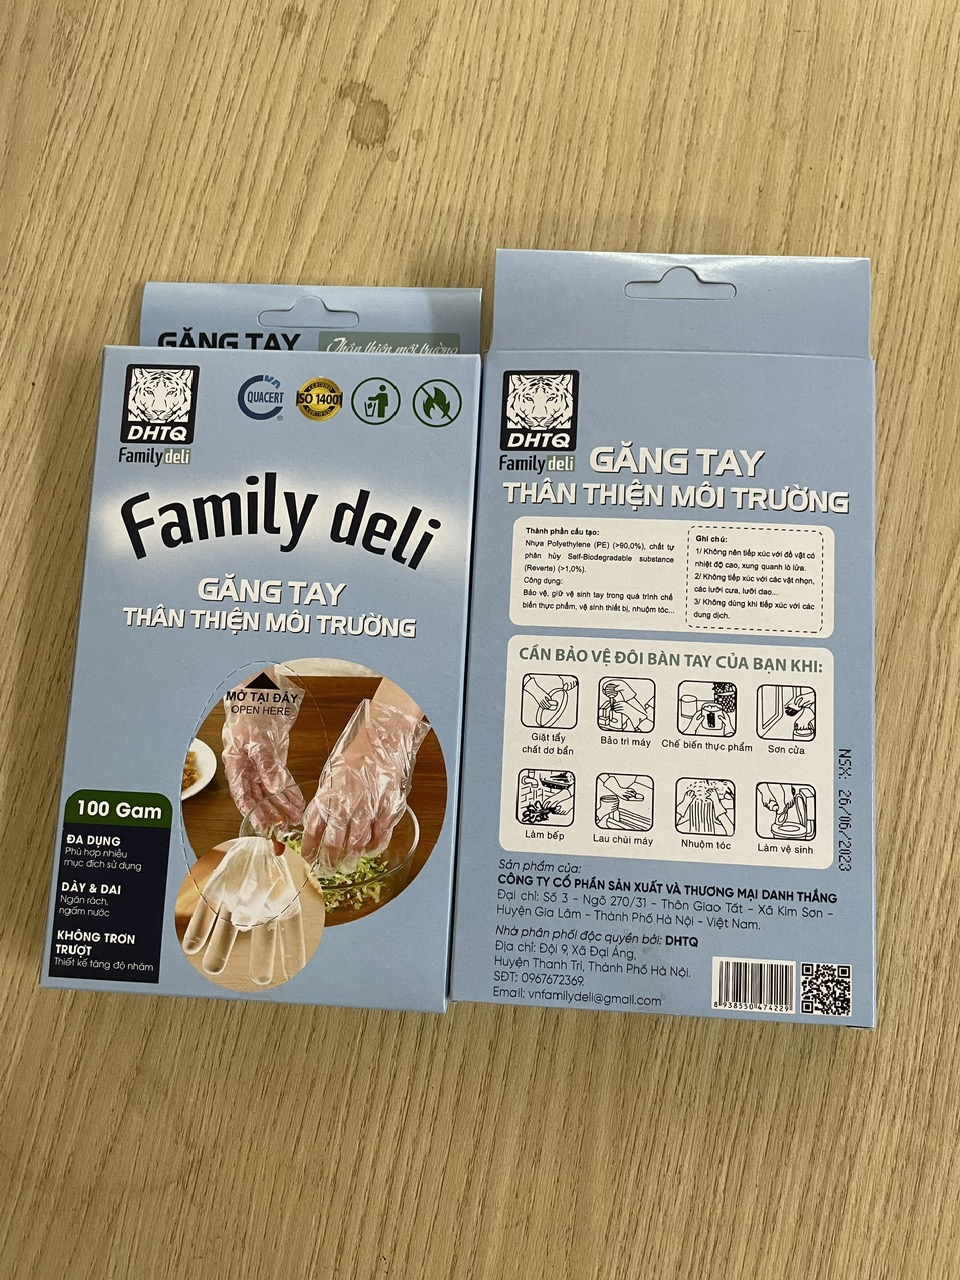 GĂNG TAY
Thân thiện môi trường
DHTQ
Family deli
VN
QUACERT
®
CERTIFIED
ISO 14001
CERTIFIED
Family deli
GĂNG TAY
THÂN THIỆN MÔI TRƯỜNG
MỞ TẠI ĐÂY
OPEN HERE
100 Gam
ĐA DỤNG
Phù hợp nhiều
mục đích sử dụng
DÀY & DAI
Ngăn rách,
ngấm nước
KHÔNG TRƠN
TRƯỢT
Thiết kế tăng độ nhám
DHTQ
Family deli
GĂNG TAY
THÂN THIỆN MÔI TRƯỜNG
Thành phần cấu tạo:
Nhựa Polyethylene (PE) (>90,0%), chất tự
phân hủy Self-Biodegradable substance
(Reverte) (>1,0%).
Công dụng:
Bảo vệ, giữ vệ sinh tay trong quá trình chế
biến thực phẩm, vệ sinh thiết bị, nhuộm tóc...
Ghi chú:
1/ Không nên tiếp xúc với đồ vật có
nhiệt độ cao, xung quanh lò lửa.
2/ Không tiếp xúc với các vật nhọn,
các lưỡi cưa, lưỡi dao...
3/ Không dùng khi tiếp xúc với các
dung dịch.
CẦN BẢO VỆ ĐÔI BÀN TAY CỦA BẠN KHI:
Giặt tẩy
chất dơ bẩn
Bảo trì máy
Chế biến thực phẩm
Sơn cửa
Làm bếp
Lau chùi máy
Nhuộm tóc
Làm vệ sinh
NSX: 26/06/2023
Sản phẩm của:
CÔNG TY CỔ PHẦN SẢN XUẤT VÀ THƯƠNG MẠI DANH THẮNG
Đại chỉ: Số 3 - Ngõ 270/31 - Thôn Giao Tất - Xã Kim Sơn -
Huyện Gia Lâm - Thành Phố Hà Nội - Việt Nam.
Nhà phân phối độc quyền bởi: DHTQ
Địa chỉ: Đội 9, Xã Đại Áng,
Huyện Thanh Trì, Thành Phố Hà Nội.
SĐT: 0967672369.
Email: vnfamilydeli@gmail.com
8 938550 474229